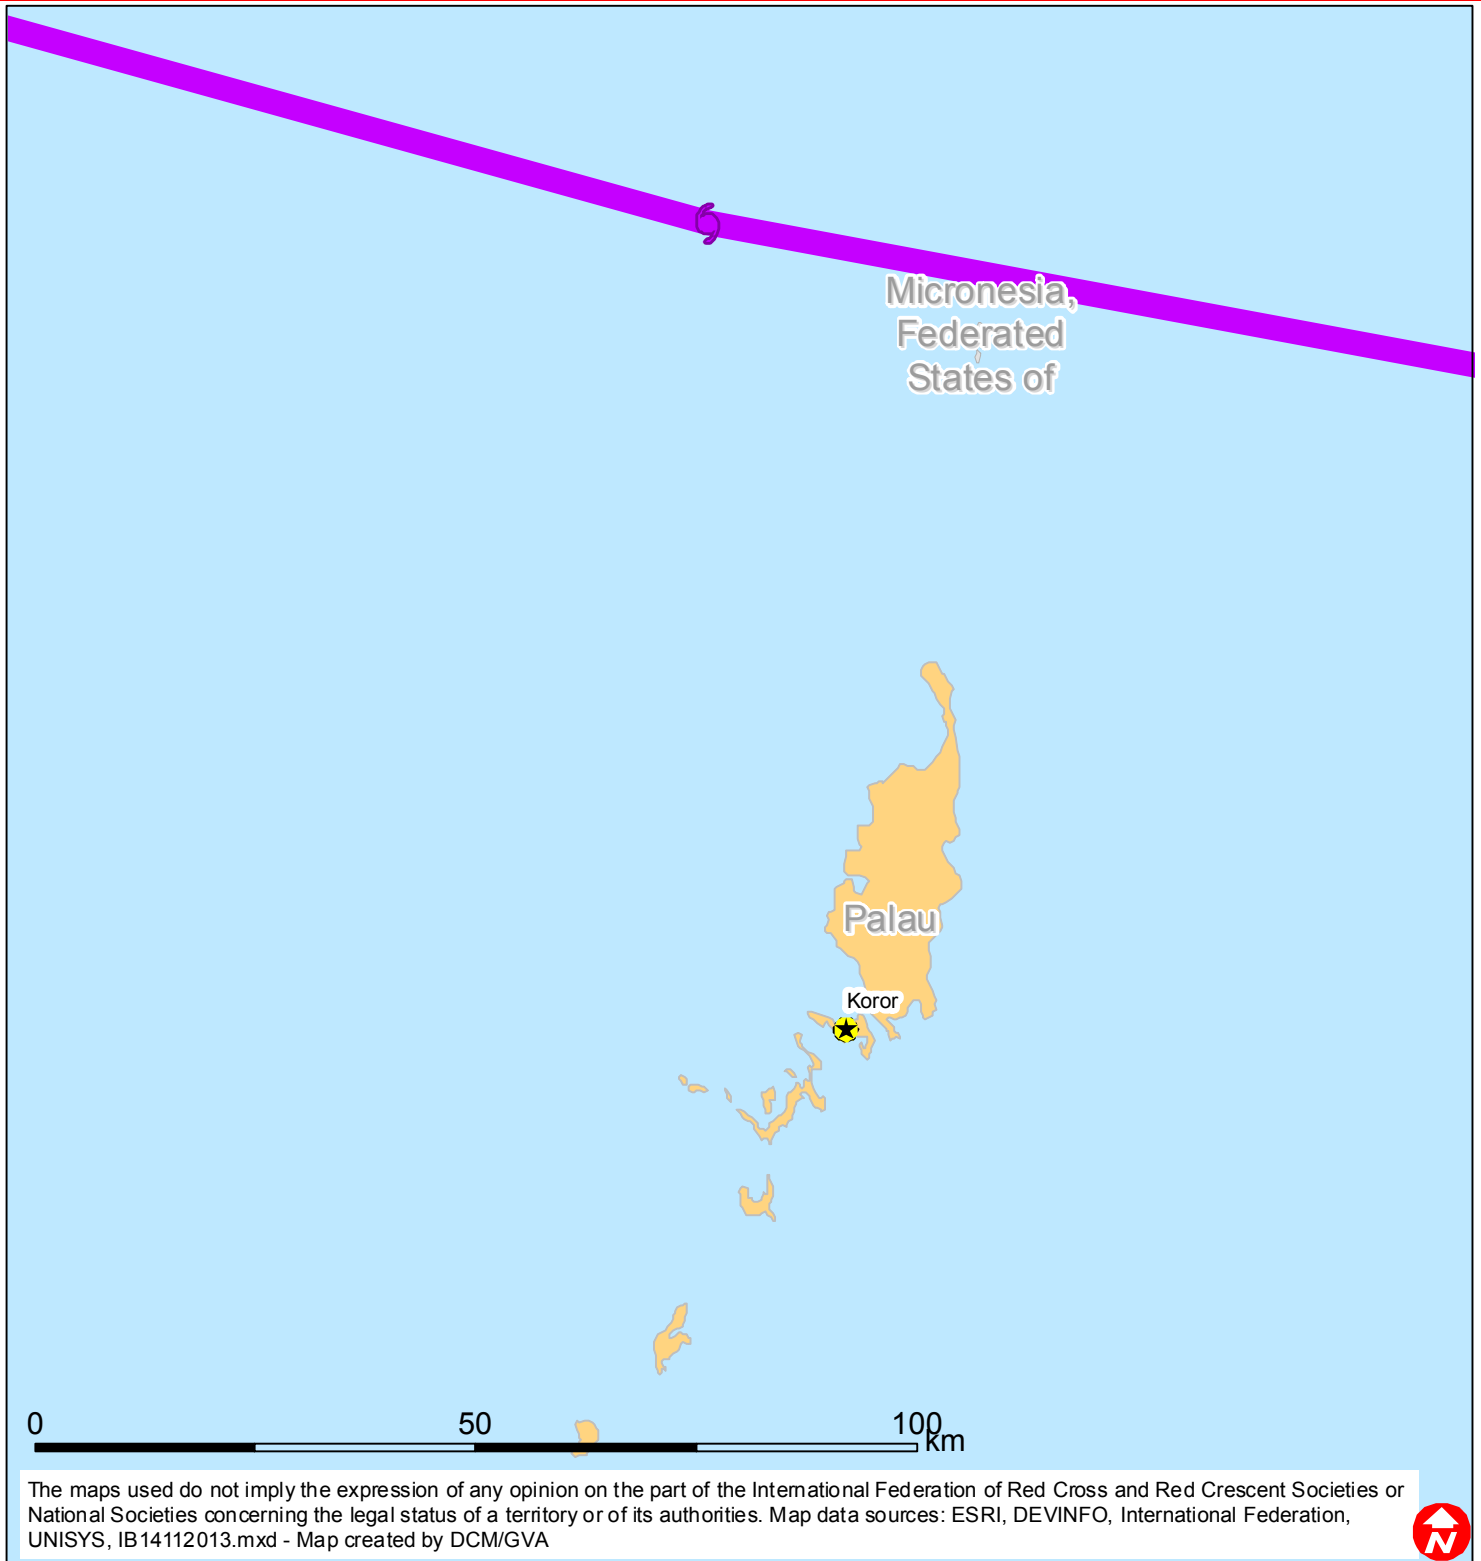 Micronesia,
Federated
States of
Palau
Koror
0 50 100
km
The maps used do not imply the expression of any opinion on the part of the International Federation of Red Cross and Red Crescent Societies or
National Societies concerning the legal status of a territory or of its authorities. Map data sources: ESRI, DEVINFO, International Federation,
UNISYS, IB14112013.mxd - Map created by DCM/GVA
N